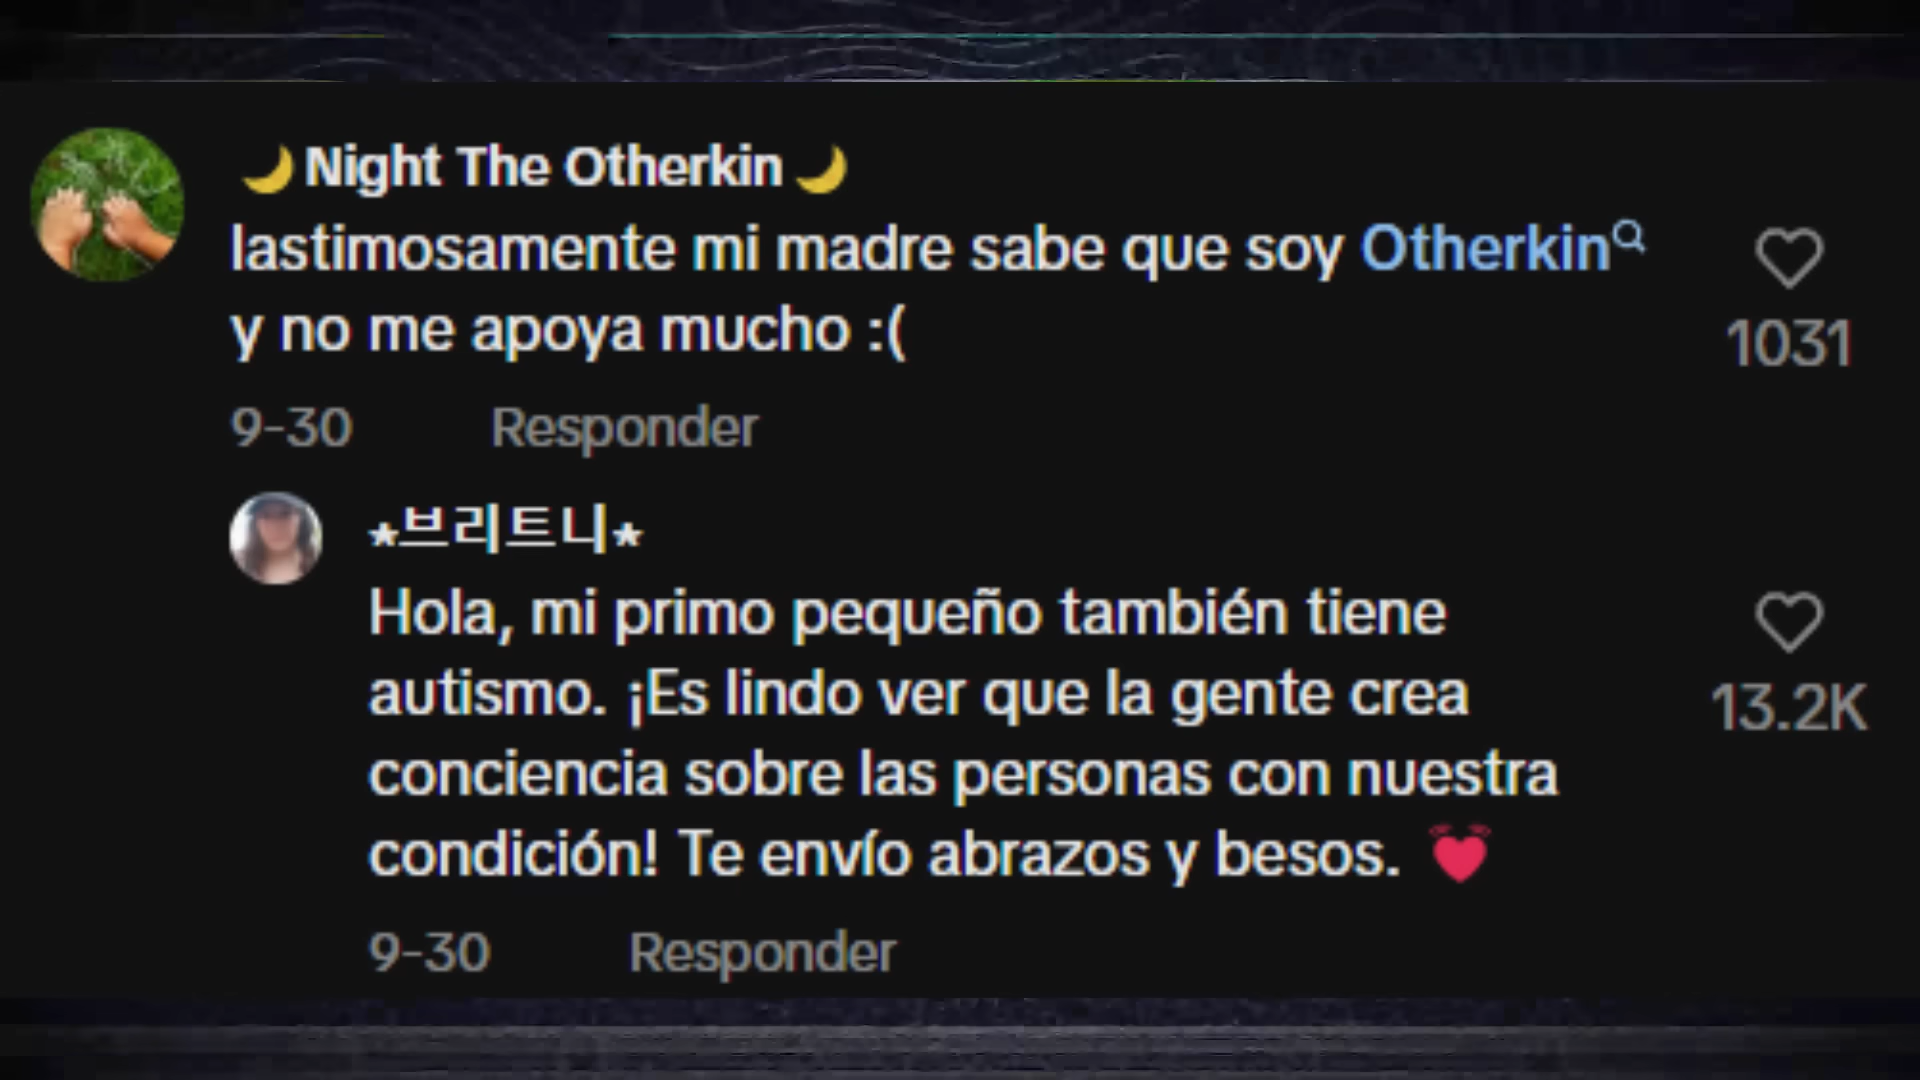 🌙Night The Otherkin🌙
lastimosamente mi madre sabe que soy Otherkin
y no me apoya mucho :(
1031
9-30 Responder
⋆브리트니⋆
Hola, mi primo pequeño también tiene
autismo. ¡Es lindo ver que la gente crea
conciencia sobre las personas con nuestra
condición! Te envío abrazos y besos. 💓
13.2K
9-30 Responder